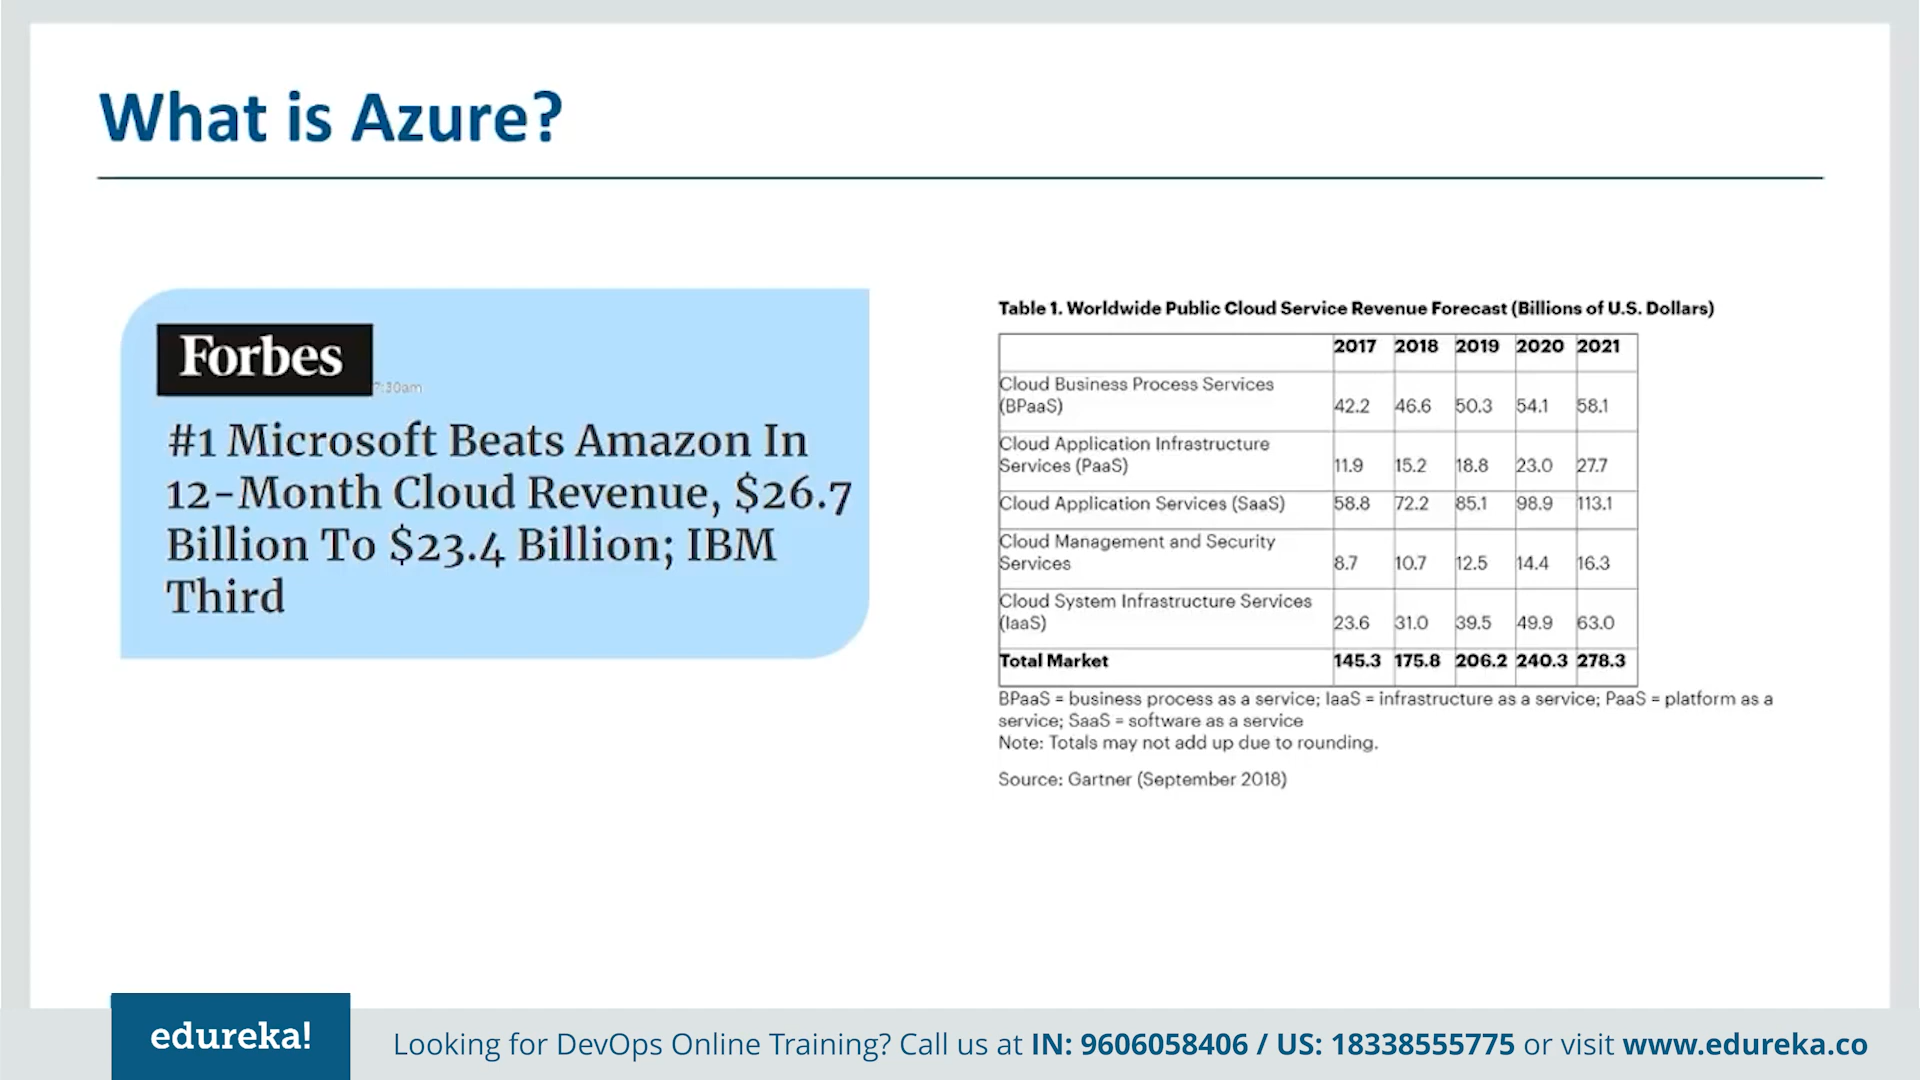 What is Azure?
Forbes
7:30am
#1 Microsoft Beats Amazon In
12-Month Cloud Revenue, $26.7
Billion To $23.4 Billion; IBM
Third
Table 1. Worldwide Public Cloud Service Revenue Forecast (Billions of U.S. Dollars)
2017 2018 2019 2020 2021
Cloud Business Process Services
(BPaaS) 42.2 46.6 50.3 54.1 58.1
Cloud Application Infrastructure
Services (PaaS) 11.9 15.2 18.8 23.0 27.7
Cloud Application Services (SaaS) 58.8 72.2 85.1 98.9 113.1
Cloud Management and Security
Services 8.7 10.7 12.5 14.4 16.3
Cloud System Infrastructure Services
(IaaS) 23.6 31.0 39.5 49.9 63.0
Total Market 145.3 175.8 206.2 240.3 278.3
BPaaS = business process as a service; IaaS = infrastructure as a service; PaaS = platform as a
service; SaaS = software as a service
Note: Totals may not add up due to rounding.
Source: Gartner (September 2018)
edureka!
Looking for DevOps Online Training? Call us at IN: 9606058406 / US: 18338555775 or visit www.edureka.co